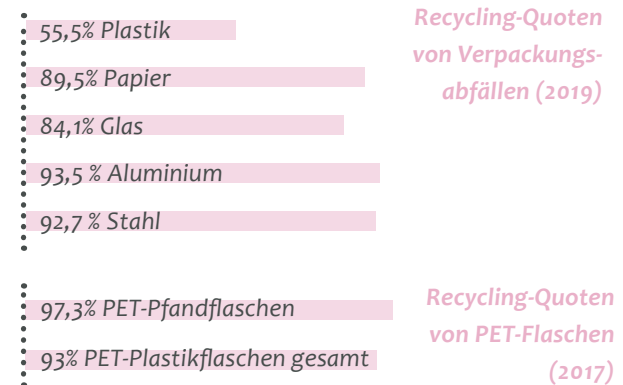 Recycling-Quoten
von Verpackungs-
abfällen (2019)
55,5% Plastik
89,5% Papier
84,1% Glas
93,5 % Aluminium
92,7 % Stahl
Recycling-Quoten
von PET-Flaschen
(2017)
97,3% PET-Pfandflaschen
93% PET-Plastikflaschen gesamt